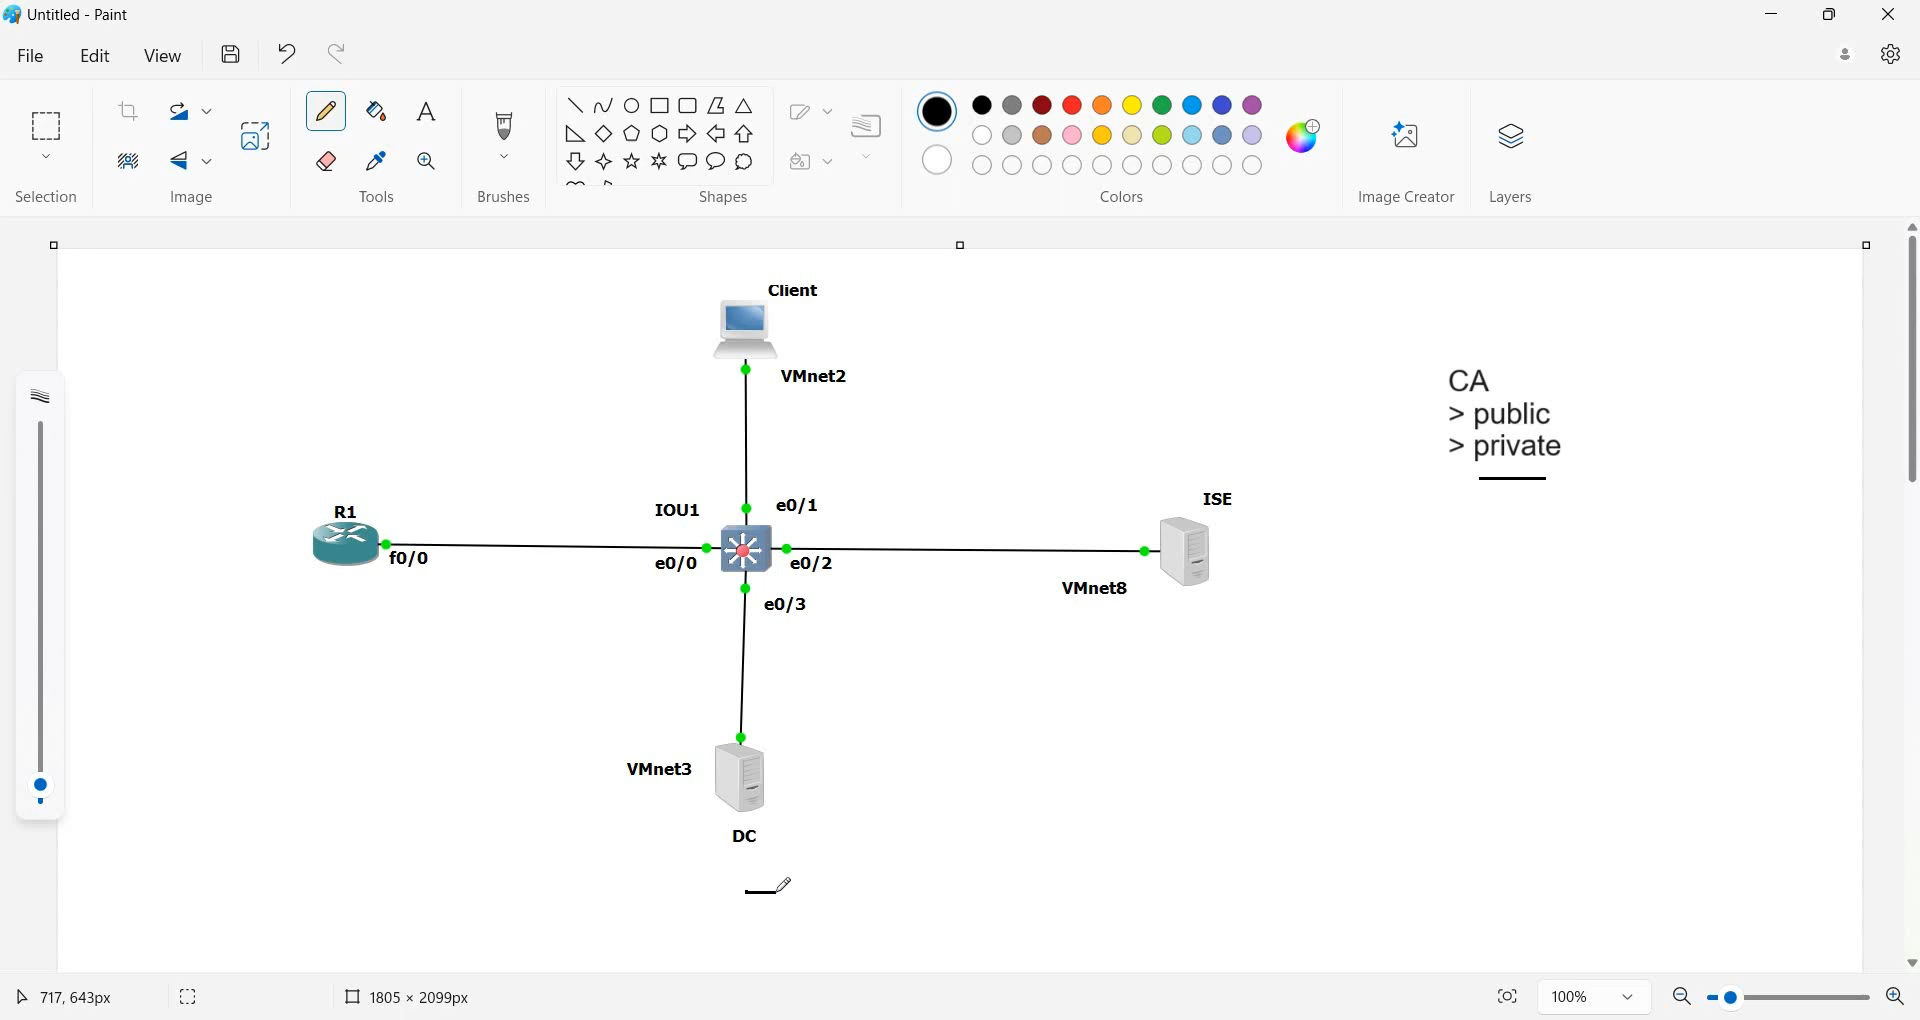 Untitled - Paint
File Edit View
Selection Image Tools Brushes Shapes Colors Image Creator Layers
Client
VMnet2
CA
> public
> private
R1
f0/0
IOU1
e0/1
e0/0
e0/2
e0/3
ISE
VMnet8
VMnet3
DC
717, 643px
1805 × 2099px
100%